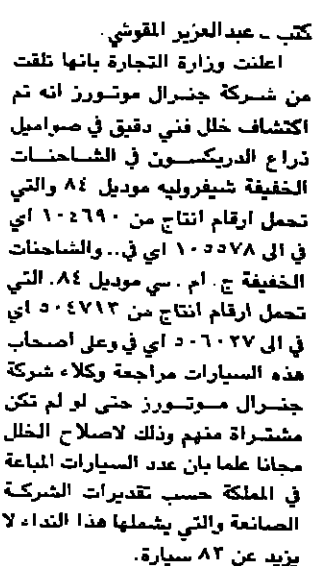 كتب ـ عبدالعزيز المقوشي.
اعلنت وزارة التجارة بانها تلقت
من شركة جنرال موتورز انه تم
اكتشاف خلل فني دقيق في صواميل
ذراع الدريكسون في الشاحنات
الخفيفة شيفروليه موديل ٨٤ والتي
تحمل ارقام انتاج من ١٠٤٦٩٠ اي
في الى ١٠٥٥٧٨ اي في.. والشاحنات
الخفيفة ج. ام. سي موديل ٨٤. التي
تحمل ارقام انتاج من ٥٠٤٧١٣ اي
في الى ٥٠٦٠٢٧ اي في وعلى اصحاب
هذه السيارات مراجعة وكلاء شركة
جنرال موتورز حتى لو لم تكن
مشتراة منهم وذلك لاصلاح الخلل
مجانا علما بان عدد السيارات المباعة
في المملكة حسب تقديرات الشركة
الصانعة والتي يشملها هذا النداء لا
يزيد عن ٨٣ سيارة.